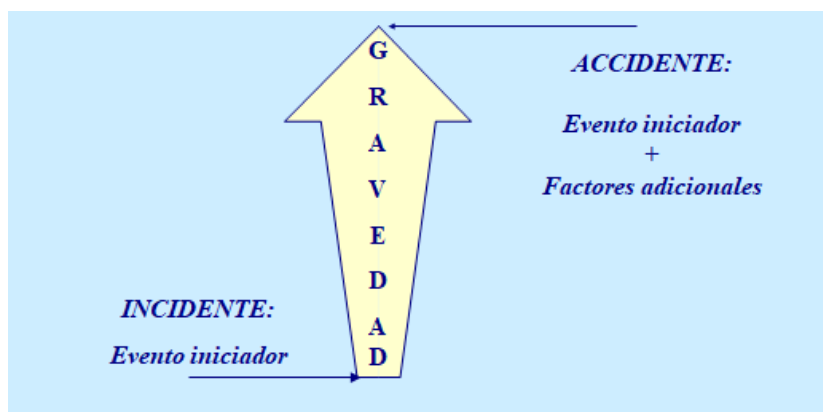 G
R
A
V
E
D
A
D
ACCIDENTE:
Evento iniciador
+
Factores adicionales
INCIDENTE:
Evento iniciador